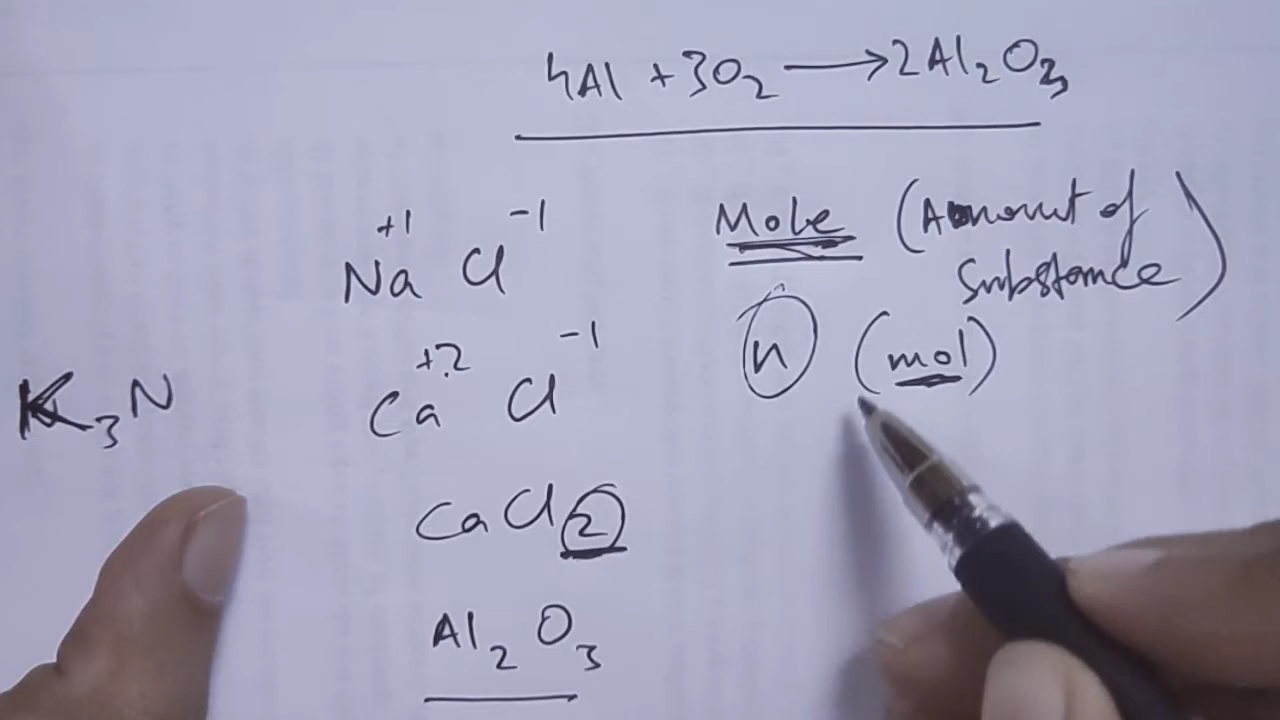 4Al + 3O₂ → 2Al₂O₃
Na⁺¹ Cl⁻¹
Ca⁺² Cl⁻¹
CaCl₂
Al₂O₃
K₃N
Mole (Amount of
Substance)
n (mol)